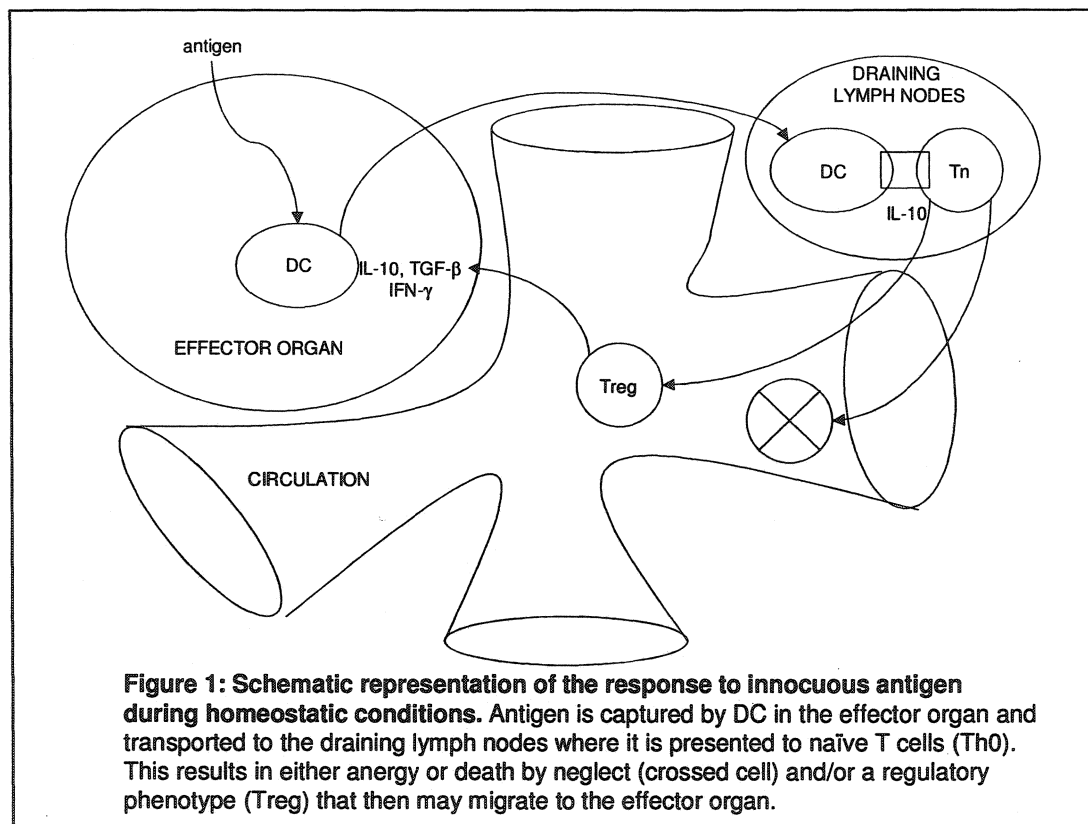 antigen
DRAINING
LYMPH NODES
DC
Tn
IL-10
DC
IL-10, TGF-β
IFN-γ
EFFECTOR ORGAN
Treg
CIRCULATION
Figure 1: Schematic representation of the response to innocuous antigen
during homeostatic conditions. Antigen is captured by DC in the effector organ and
transported to the draining lymph nodes where it is presented to naïve T cells (Th0).
This results in either anergy or death by neglect (crossed cell) and/or a regulatory
phenotype (Treg) that then may migrate to the effector organ.